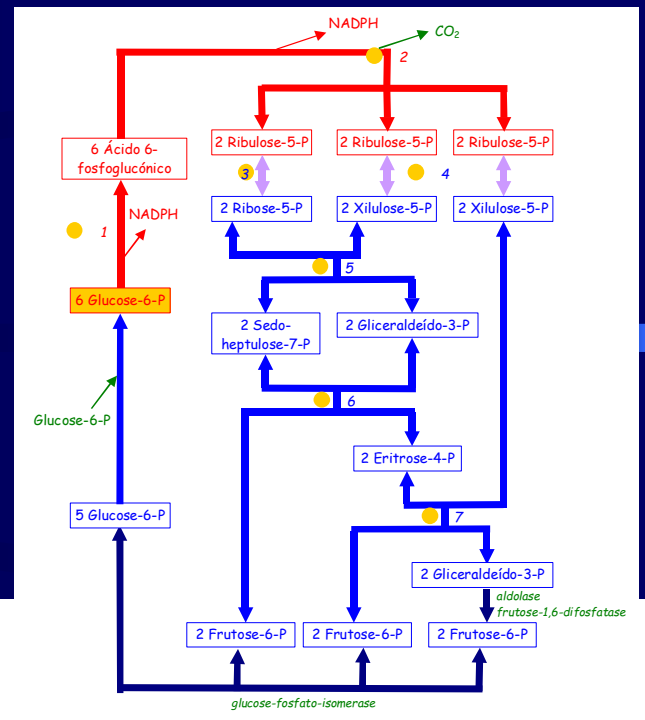 NADPH
CO₂
2
2 Ribulose-5-P
2 Ribulose-5-P
2 Ribulose-5-P
6 Ácido 6-
fosfoglucónico
3
4
2 Ribose-5-P
2 Xilulose-5-P
2 Xilulose-5-P
NADPH
1
5
6 Glucose-6-P
2 Sedo-
heptulose-7-P
2 Gliceraldeído-3-P
6
Glucose-6-P
2 Eritrose-4-P
5 Glucose-6-P
7
2 Gliceraldeído-3-P
aldolase
frutose-1,6-difosfatase
2 Frutose-6-P
2 Frutose-6-P
2 Frutose-6-P
glucose-fosfato-isomerase